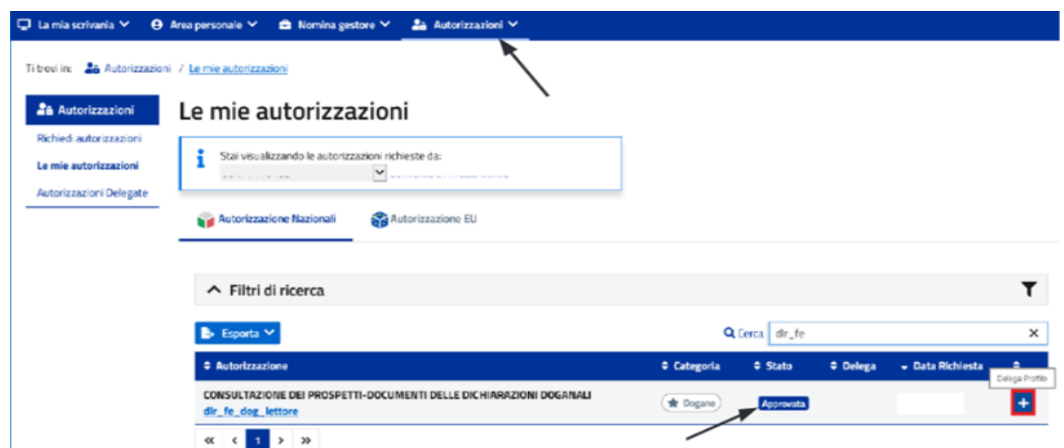 La mia scrivania Area personale Nomina gestore Autorizzazioni
Ti trovi in: Autorizzazioni / Le mie autorizzazioni
Autorizzazioni
Richiedi autorizzazioni
Le mie autorizzazioni
Autorizzazioni Delegate
Le mie autorizzazioni
Stai visualizzando le autorizzazioni richieste da:
Autorizzazione Nazionali Autorizzazione EU
Filtri di ricerca
Esporta Cerca dlr_fe ×
Autorizzazione Categoria Stato Delega Data Richiesta
Delega Profilo
CONSULTAZIONE DEI PROSPETTI-DOCUMENTI DELLE DICHIARAZIONI DOGANALI
dlr_fe_dog_lettore Dogane Approvata +
« < 1 > »